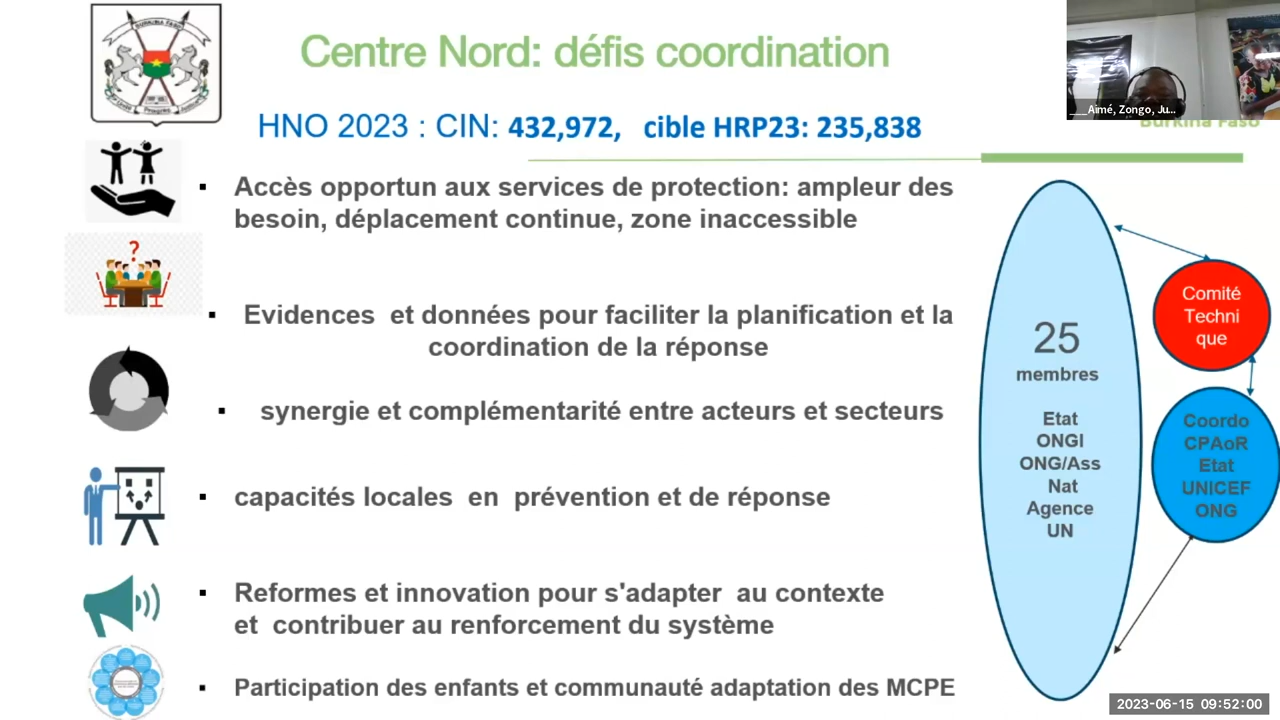 BURKINA FASO
Centre Nord: défis coordination
___Aimé, Zongo, Ju...
Burkina Faso
HNO 2023 : CIN: 432,972, cible HRP23: 235,838
Accès opportun aux services de protection: ampleur des
besoin, déplacement continue, zone inaccessible
?
Evidences et données pour faciliter la planification et la
coordination de la réponse
synergie et complémentarité entre acteurs et secteurs
capacités locales en prévention et de réponse
Reformes et innovation pour s'adapter au contexte
et contribuer au renforcement du système
Participation des enfants et communauté adaptation des MCPE
25
membres
Etat
ONGI
ONG/Ass
Nat
Agence
UN
Comité
Techni
que
Coordo
CPAoR
Etat
UNICEF
ONG
2023-06-15 09:52:00